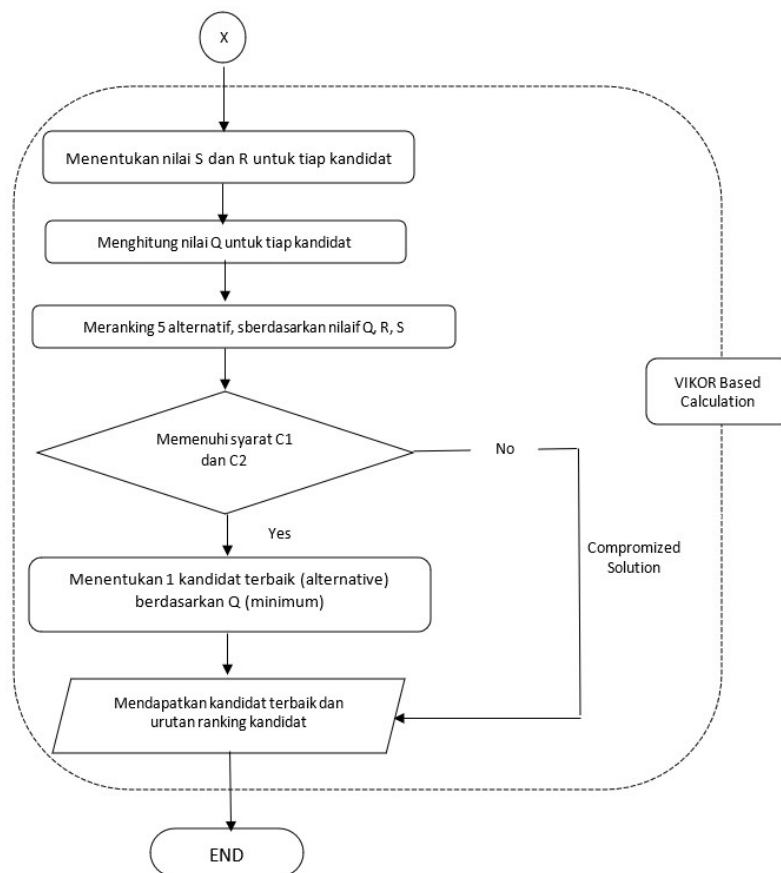 X
Menentukan nilai S dan R untuk tiap kandidat
Menghitung nilai Q untuk tiap kandidat
Meranking 5 alternatif, sberdasarkan nilaif Q, R, S
VIKOR Based
Calculation
Memenuhi syarat C1
dan C2
No
Yes
Compromized
Solution
Menentukan 1 kandidat terbaik (alternative)
berdasarkan Q (minimum)
Mendapatkan kandidat terbaik dan
urutan ranking kandidat
END